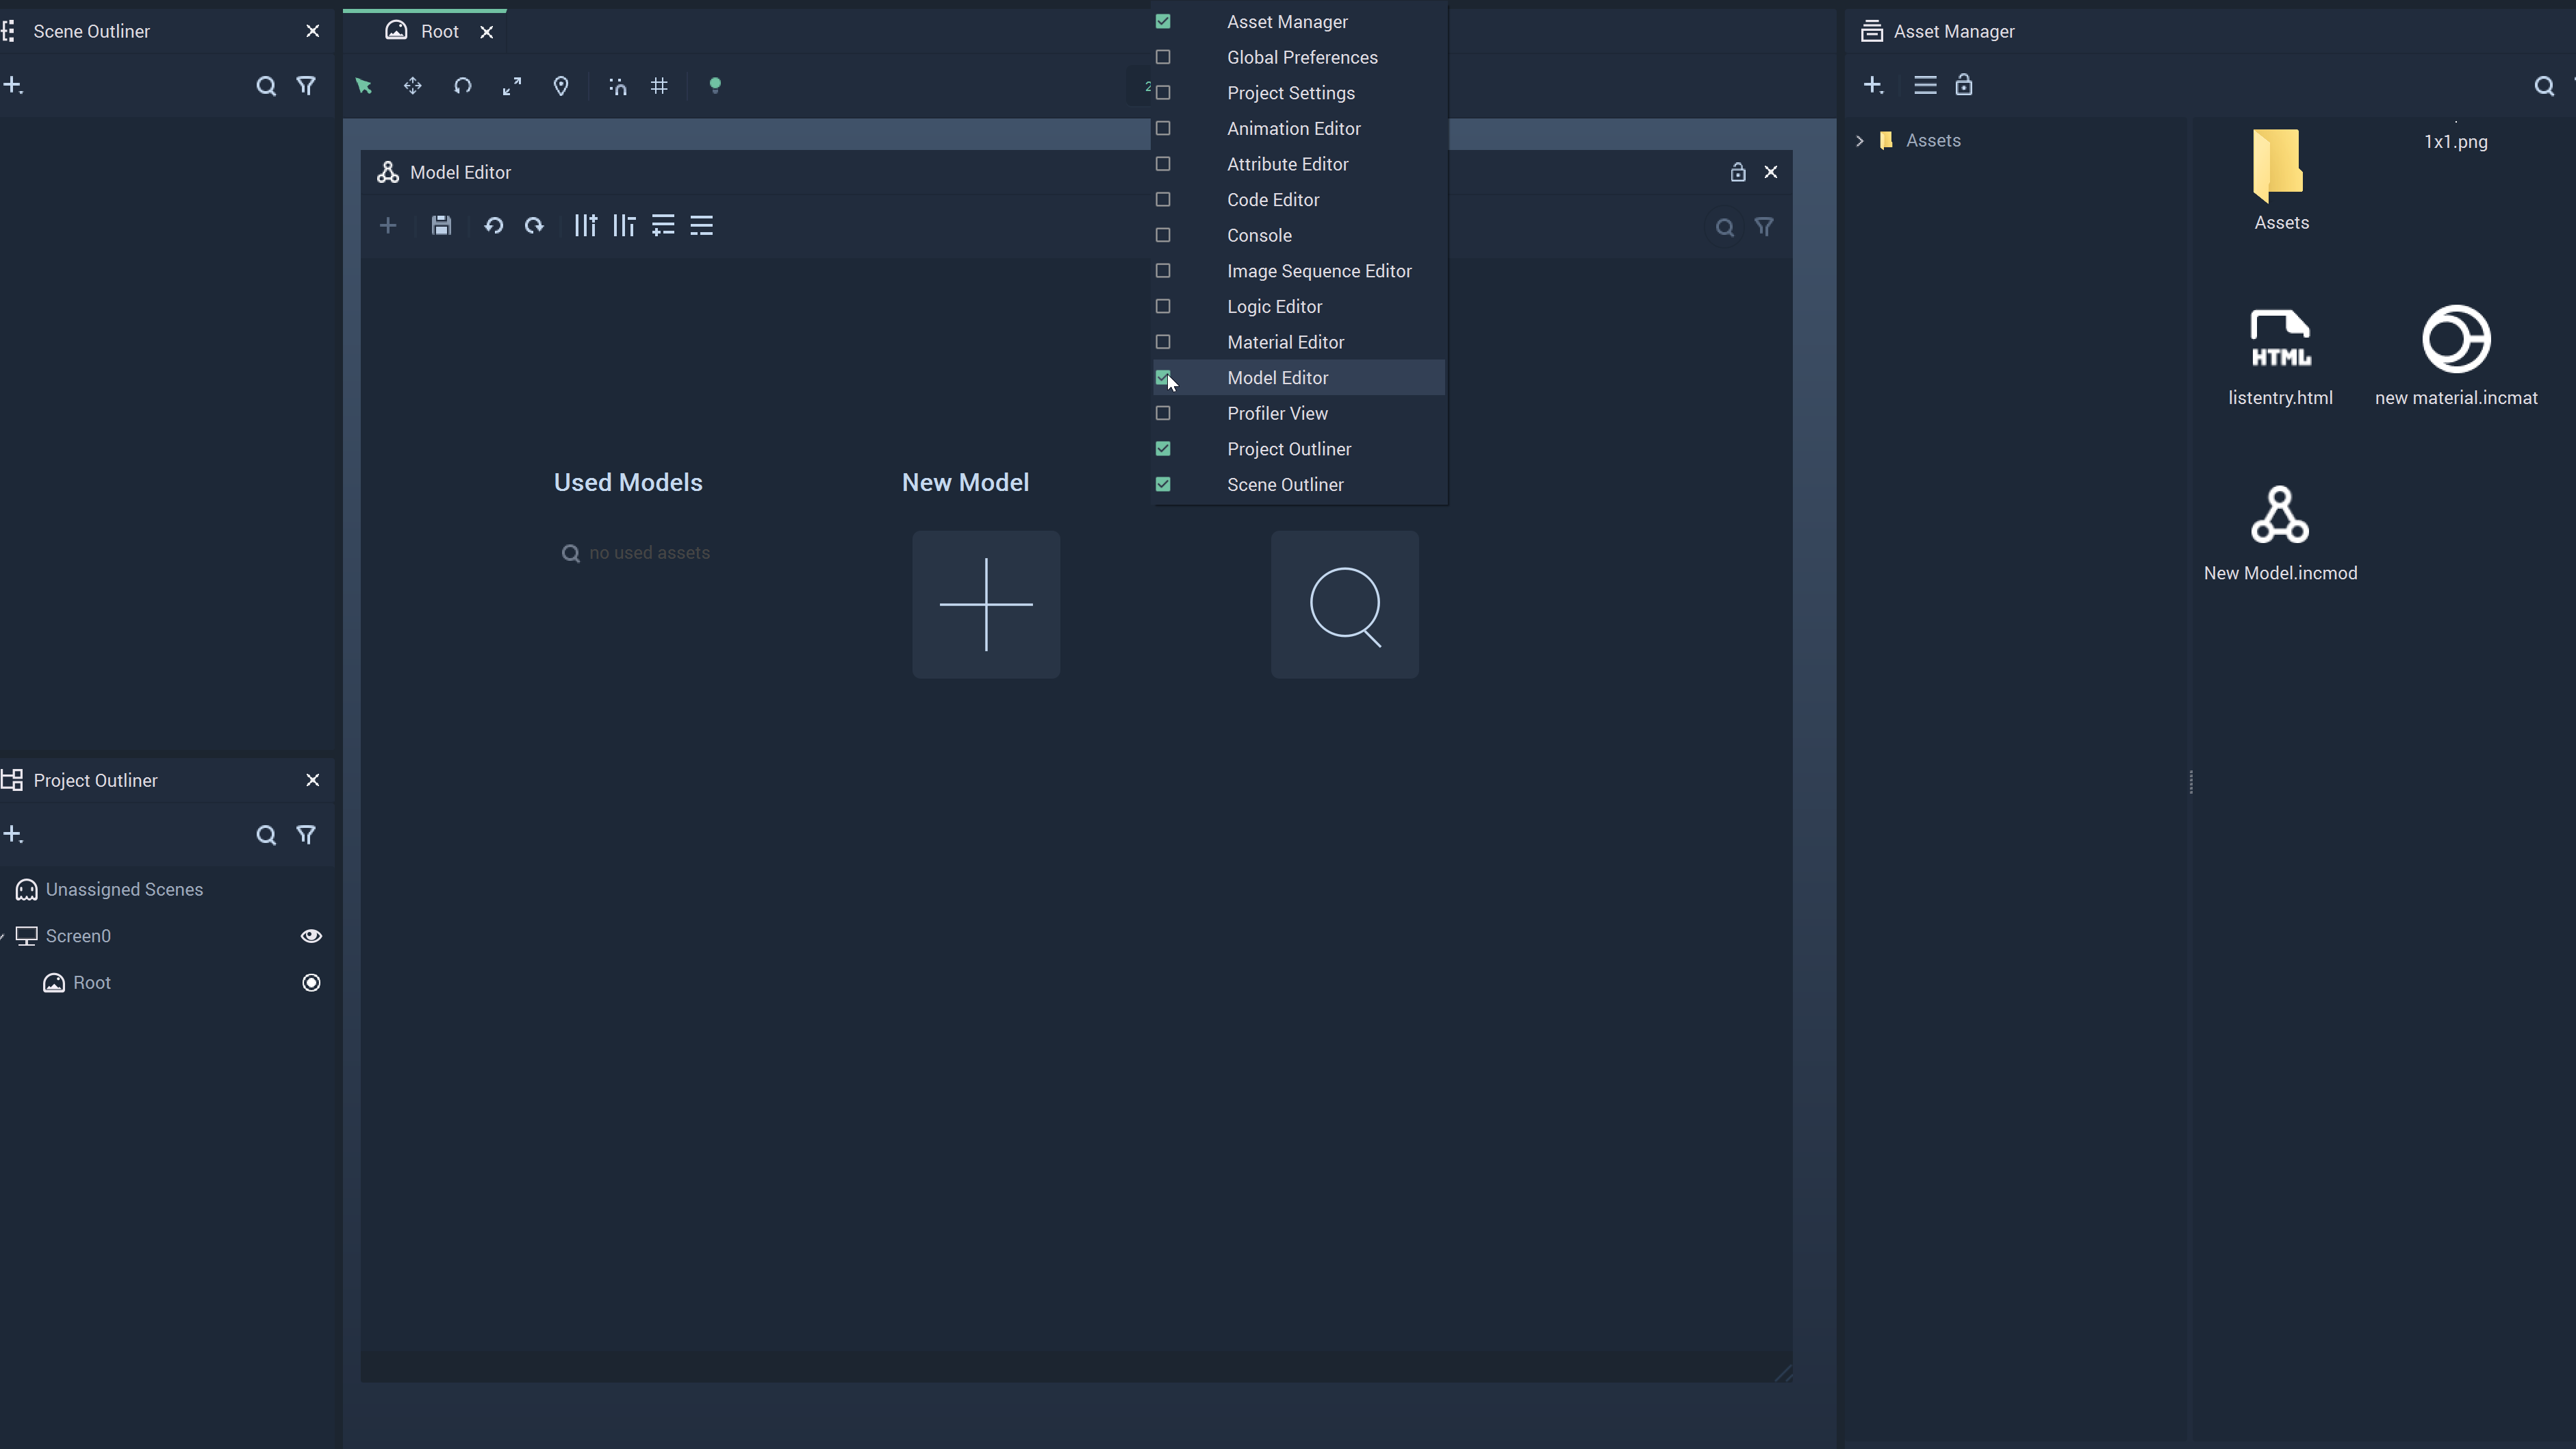 Scene Outliner
Root
Asset Manager
Global Preferences
Project Settings
Animation Editor
Attribute Editor
Code Editor
Console
Image Sequence Editor
Logic Editor
Material Editor
Model Editor
Profiler View
Project Outliner
Scene Outliner
Model Editor
Used Models
no used assets
New Model
Project Outliner
Unassigned Scenes
Screen0
Root
Asset Manager
Assets
Assets
1x1.png
HTML
listentry.html
new material.incmat
New Model.incmod